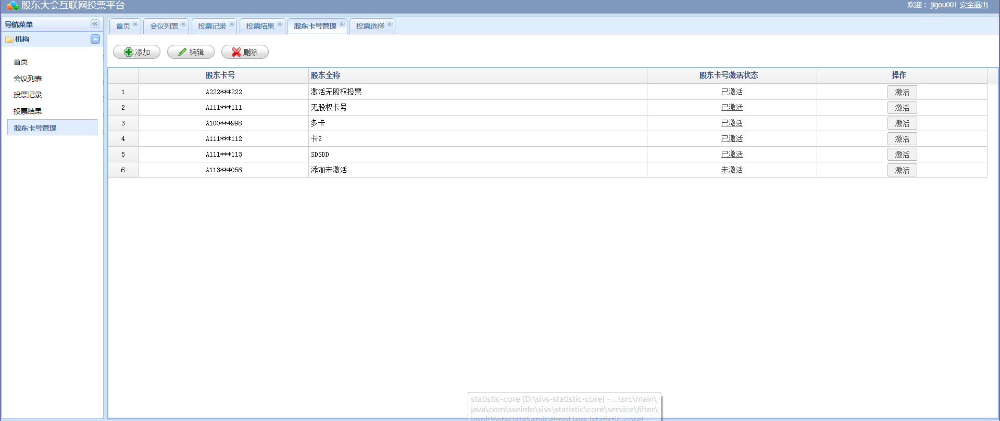 股东大会互联网投票平台
欢迎： jigou001 安全退出
导航菜单
机构
首页
会议列表
投票记录
投票结果
股东卡号管理
首页 会议列表 投票记录 投票结果 股东卡号管理 投票选择
添加 编辑 删除
股东卡号 股东全称 股东卡号激活状态 操作
1 A222***222 激活无股权投票 已激活 激活
2 A111***111 无股权卡号 已激活 激活
3 A100***998 多卡 已激活 激活
4 A111***112 卡2 已激活 激活
5 A111***113 SDSDD 已激活 激活
6 A113***056 添加未激活 未激活 激活
statistic-core [D:\sivs-statistic-core] - ...\src\main\
java\com\sseinfo\sivs\statistic\core\service\filter\
impl\VoteDataServiceImpl.java [statistic-core] -